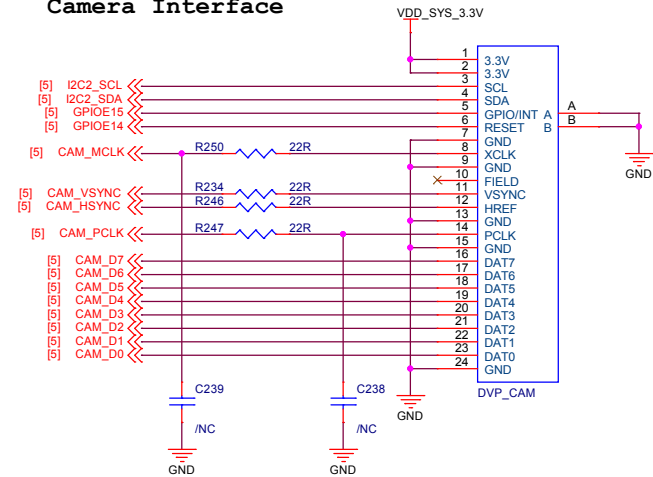 Camera Interface
VDD_SYS_3.3V
1 3.3V
2 3.3V
[5] I2C2_SCL 3 SCL
[5] I2C2_SDA 4 SDA
[5] GPIOE15 5 GPIO/INT A A
[5] GPIOE14 6 RESET B B
7 GND
[5] CAM_MCLK R250 22R 8 XCLK
9 GND
GND
10 FIELD
[5] CAM_VSYNC R234 22R 11 VSYNC
[5] CAM_HSYNC R246 22R 12 HREF
13 GND
[5] CAM_PCLK R247 22R 14 PCLK
15 GND
[5] CAM_D7 16 DAT7
[5] CAM_D6 17 DAT6
[5] CAM_D5 18 DAT5
[5] CAM_D4 19 DAT4
[5] CAM_D3 20 DAT3
[5] CAM_D2 21 DAT2
[5] CAM_D1 22 DAT1
[5] CAM_D0 23 DAT0
24 GND
C239 C238 DVP_CAM
GND
/NC /NC
GND GND